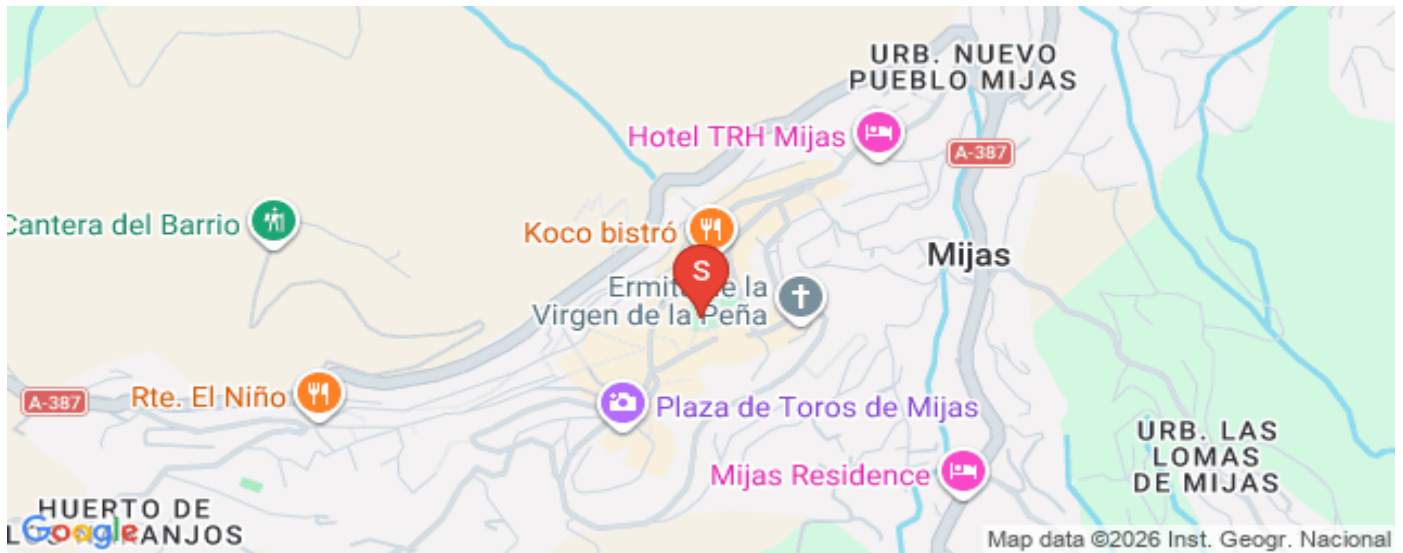 URB. NUEVO
PUEBLO MIJAS
Hotel TRH Mijas
A-387
Cantera del Barrio
Koco bistró
S
Mijas
Ermita de la
Virgen de la Peña
Rte. El Niño
A-387
Plaza de Toros de Mijas
URB. LAS
LOMAS
DE MIJAS
Mijas Residence
HUERTO DE
Google
Map data ©2026 Inst. Geogr. Nacional